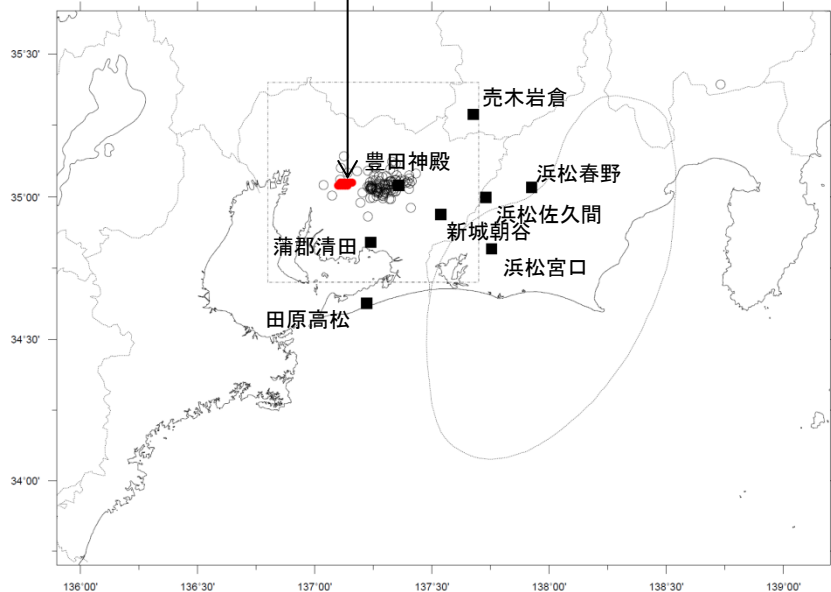 35°30'
35°00'
34°30'
34°00'
売木岩倉
豊田神殿
浜松春野
浜松佐久間
新城朝谷
蒲郡清田
浜松宮口
田原高松
136°00'
136°30'
137°00'
137°30'
138°00'
138°30'
139°00'